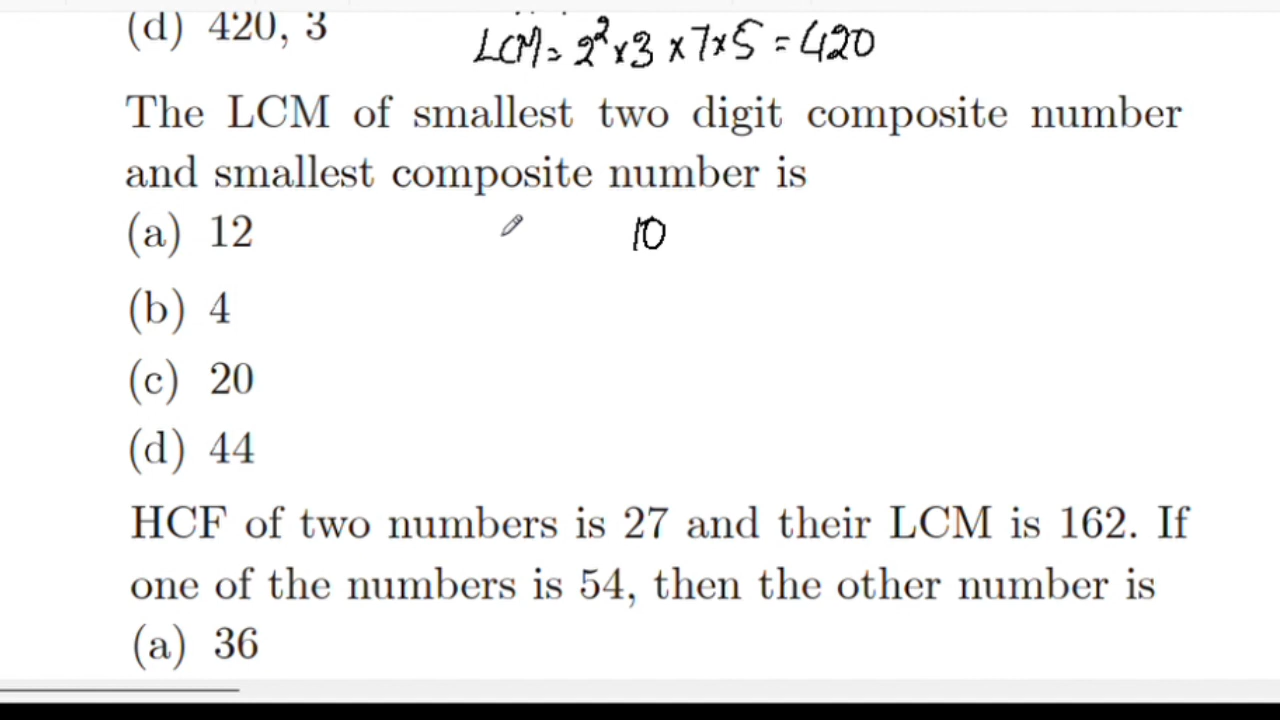 (d) 420, 3
LCM = 2² x 3 x 7 x 5 = 420
The LCM of smallest two digit composite number
and smallest composite number is
(a) 12
10
(b) 4
(c) 20
(d) 44
HCF of two numbers is 27 and their LCM is 162. If
one of the numbers is 54, then the other number is
(a) 36